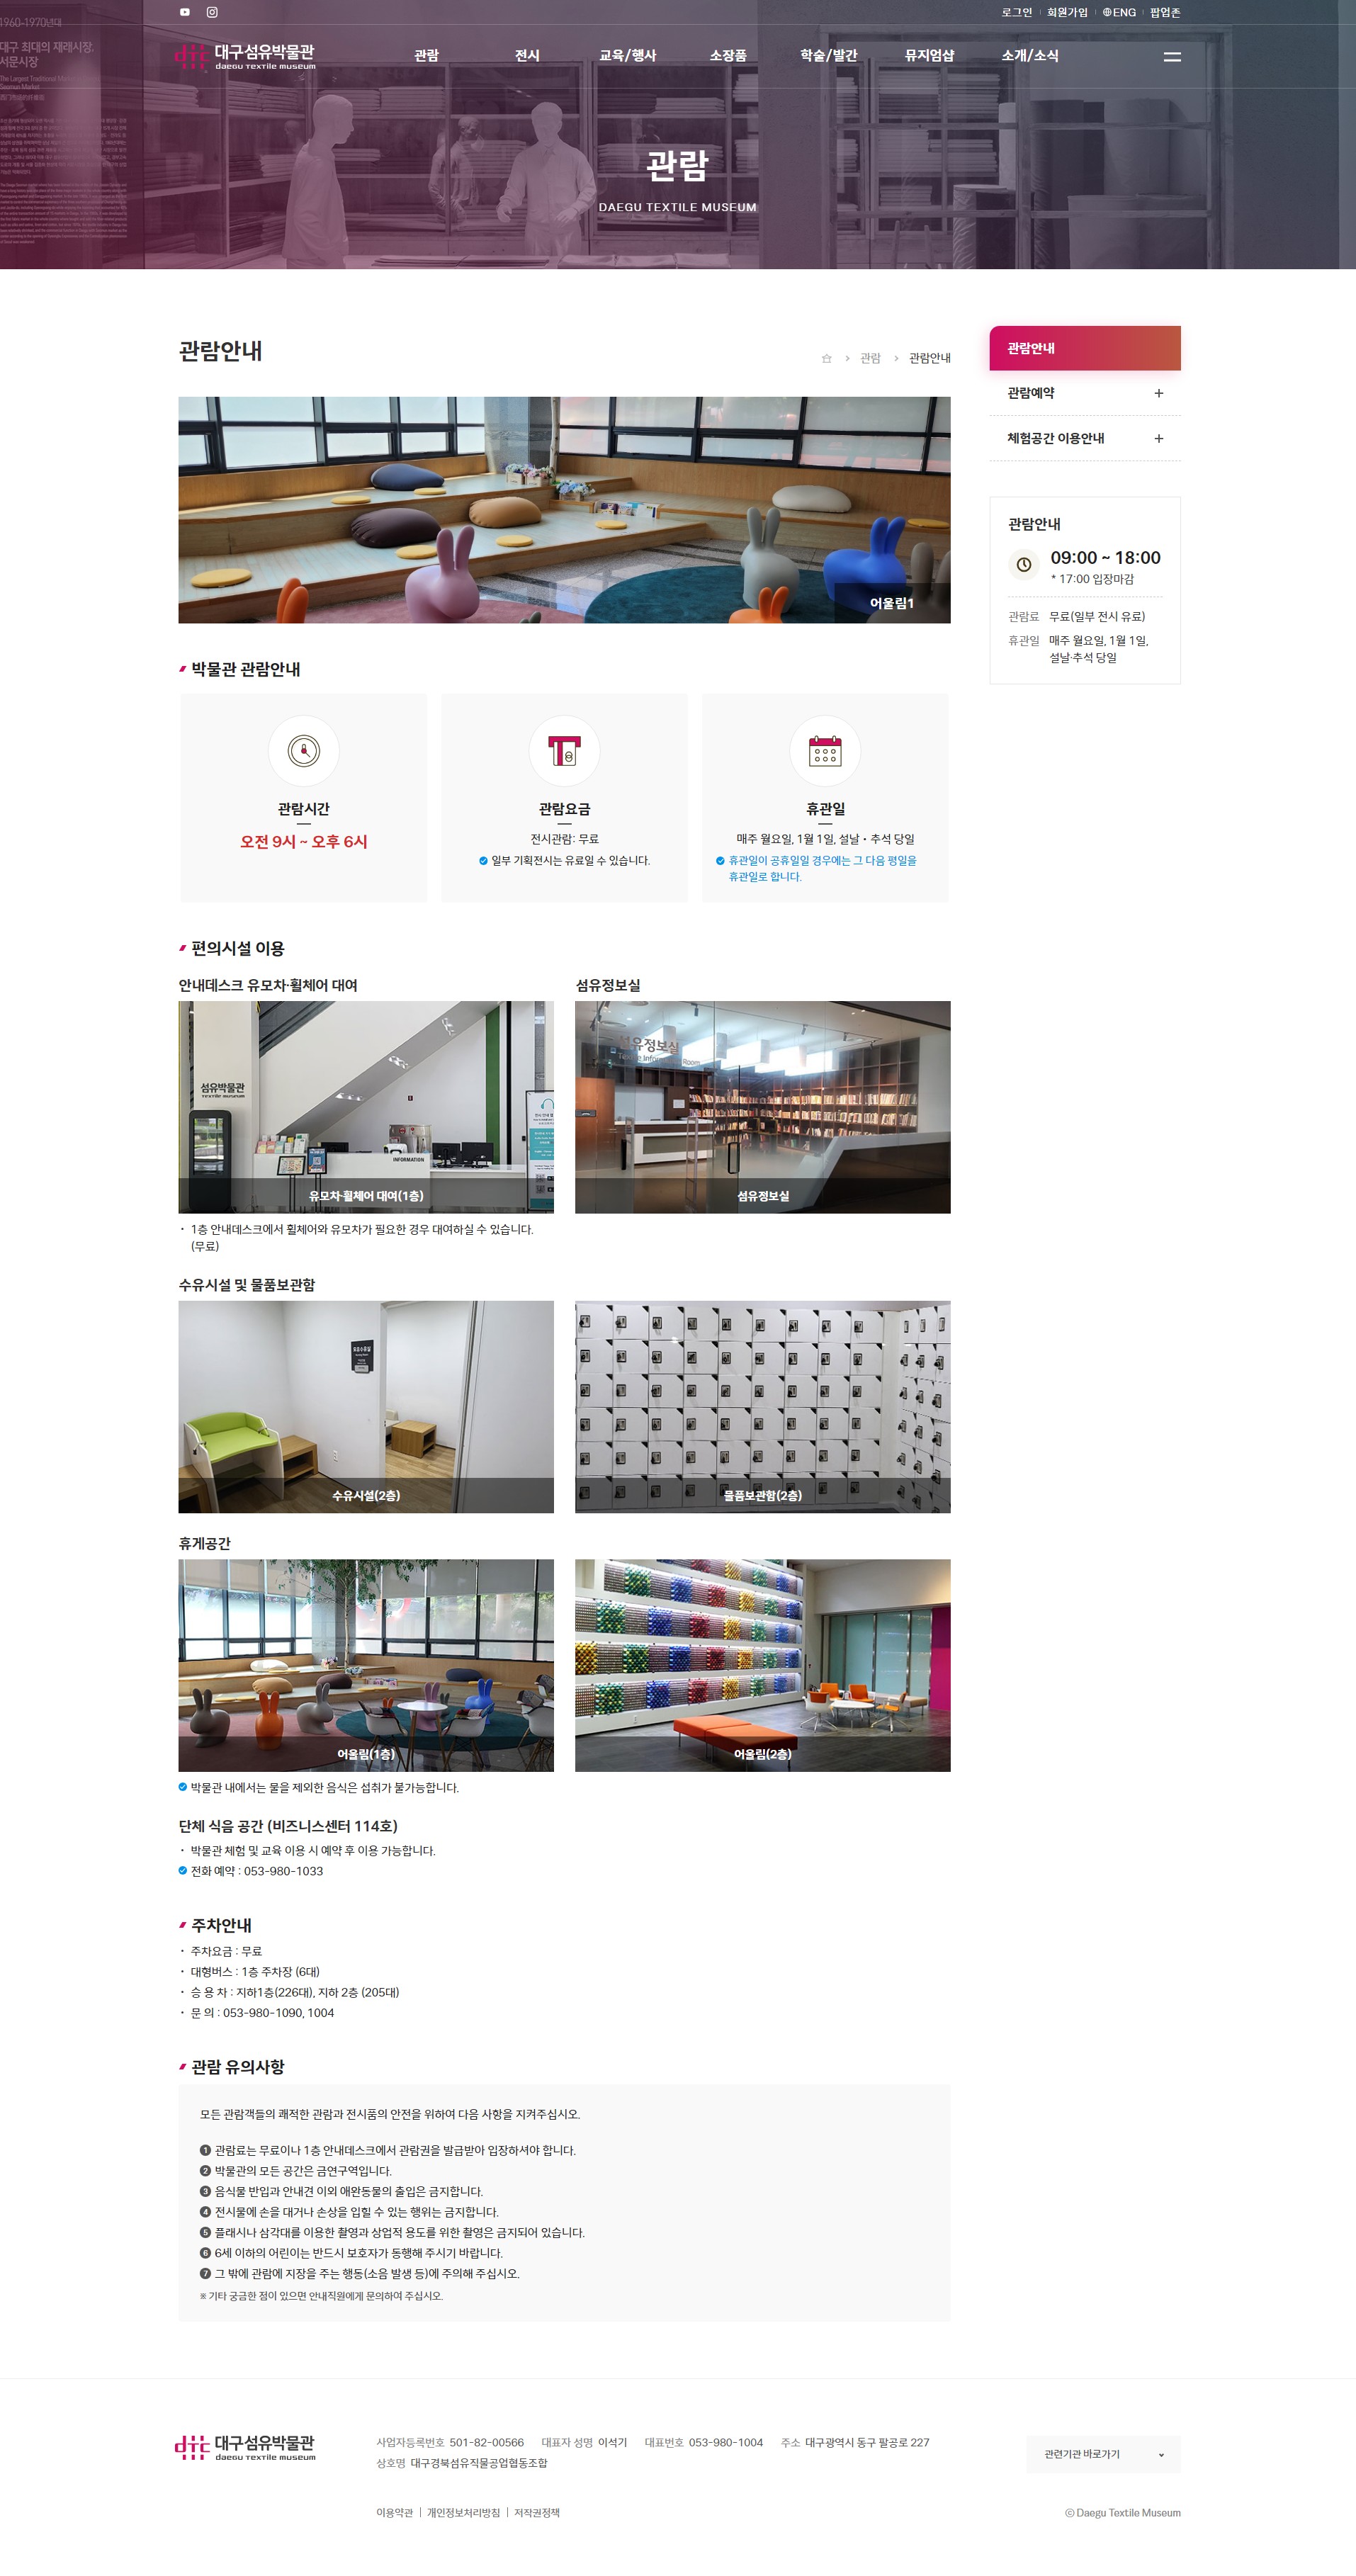 로그인
회원가입
ENG
팝업존
1960-1970년대
대구 최대의 재래시장,
서문시장
The Largest Traditional
Seomun Market
대구섬유박물관
daegu textile museum
관람
전시
교육/행사
소장품
학술/발간
뮤지엄샵
소개/소식
관람
DAEGU TEXTILE MUSEUM
관람안내
관람
관람안내
관람안내
관람예약
체험공간 이용안내
관람안내
09:00 ~ 18:00
* 17:00 입장마감
관람료 무료(일부 전시 유료)
휴관일 매주 월요일, 1월 1일,
설날·추석 당일
어울림1
박물관 관람안내
관람시간
오전 9시 ~ 오후 6시
관람요금
전시관람: 무료
일부 기획전시는 유료일 수 있습니다.
휴관일
매주 월요일, 1월 1일, 설날・추석 당일
휴관일이 공휴일일 경우에는 그 다음 평일을
휴관일로 합니다.
편의시설 이용
안내데스크 유모차·휠체어 대여
섬유박물관
textile museum
INFORMATION
유모차·휠체어 대여(1층)
· 1층 안내데스크에서 휠체어와 유모차가 필요한 경우 대여하실 수 있습니다.
(무료)
섬유정보실
섬유정보실
Textile Information Room
섬유정보실
수유시설 및 물품보관함
수유시설(2층)
물품보관함(2층)
휴게공간
어울림(1층)
어울림(2층)
박물관 내에서는 물을 제외한 음식은 섭취가 불가능합니다.
단체 식음 공간 (비즈니스센터 114호)
· 박물관 체험 및 교육 이용 시 예약 후 이용 가능합니다.
전화 예약 : 053-980-1033
주차안내
· 주차요금 : 무료
· 대형버스 : 1층 주차장 (6대)
· 승 용 차 : 지하1층(226대), 지하 2층 (205대)
· 문 의 : 053-980-1090, 1004
관람 유의사항
모든 관람객들의 쾌적한 관람과 전시품의 안전을 위하여 다음 사항을 지켜주십시오.
❶ 관람료는 무료이나 1층 안내데스크에서 관람권을 발급받아 입장하셔야 합니다.
❷ 박물관의 모든 공간은 금연구역입니다.
❸ 음식물 반입과 안내견 이외 애완동물의 출입은 금지합니다.
❹ 전시물에 손을 대거나 손상을 입힐 수 있는 행위는 금지합니다.
❺ 플래시나 삼각대를 이용한 촬영과 상업적 용도를 위한 촬영은 금지되어 있습니다.
❻ 6세 이하의 어린이는 반드시 보호자가 동행해 주시기 바랍니다.
❼ 그 밖에 관람에 지장을 주는 행동(소음 발생 등)에 주의해 주십시오.
※ 기타 궁금한 점이 있으면 안내직원에게 문의하여 주십시오.
대구섬유박물관
daegu textile museum
사업자등록번호 501-82-00566 대표자 성명 이석기 대표번호 053-980-1004 주소 대구광역시 동구 팔공로 227
상호명 대구경북섬유직물공업협동조합
관련기관 바로가기
이용약관 | 개인정보처리방침 | 저작권정책
ⓒ Daegu Textile Museum